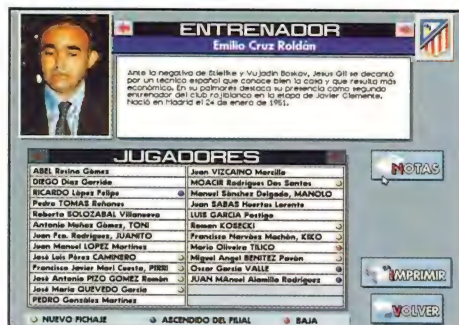 ENTRENADOR
Emilio Cruz Roldán
Ante la negativa de Stielike y Vujadin Boskov, Jesus Gil se decantó
por un técnico español que conoce bien la casa y que resulta más
económico. En su palmarés destaca su presencia como segundo
entrenador del club rojiblanco en la etapa de Javier Clemente.
Nació en Madrid el 24 de enero de 1951.
JUGADORES
ABEL Resino Gómez
DIEGO Díaz Garrido
RICARDO López Felipe
Pedro TOMAS Reñones
Roberto SOLOZABAL Villanueva
Antonio Muñoz Gómez, TONI
Juan Fco. Rodríguez, JUANITO
Juan Manuel LOPEZ Martínez
José Luis Pérez CAMINERO
Francisco Javier Mori Cuesta, PIRRI
José Antonio PIZO GOMEZ Román
José María QUEVEDO García
PEDRO González Martínez
Juan VIZCAINO Morcillo
MOACIR Rodrigues Dos Santos
Manuel Sánchez Delgado, MANOLO
Juan SABAS Huertas Lorente
LUIS GARCIA Postigo
Roman KOSECKI
Francisco Narváez Machón, KIKO
Mario Oliveira TILICO
Miguel Angel BENITEZ Pavón
Oscar García VALLE
JUAN MAnuel Alamillo Rodríguez
NUEVO FICHAJE
ASCENDIDO DEL FILIAL
BAJA
NOTAS
IMPRIMIR
VOLVER